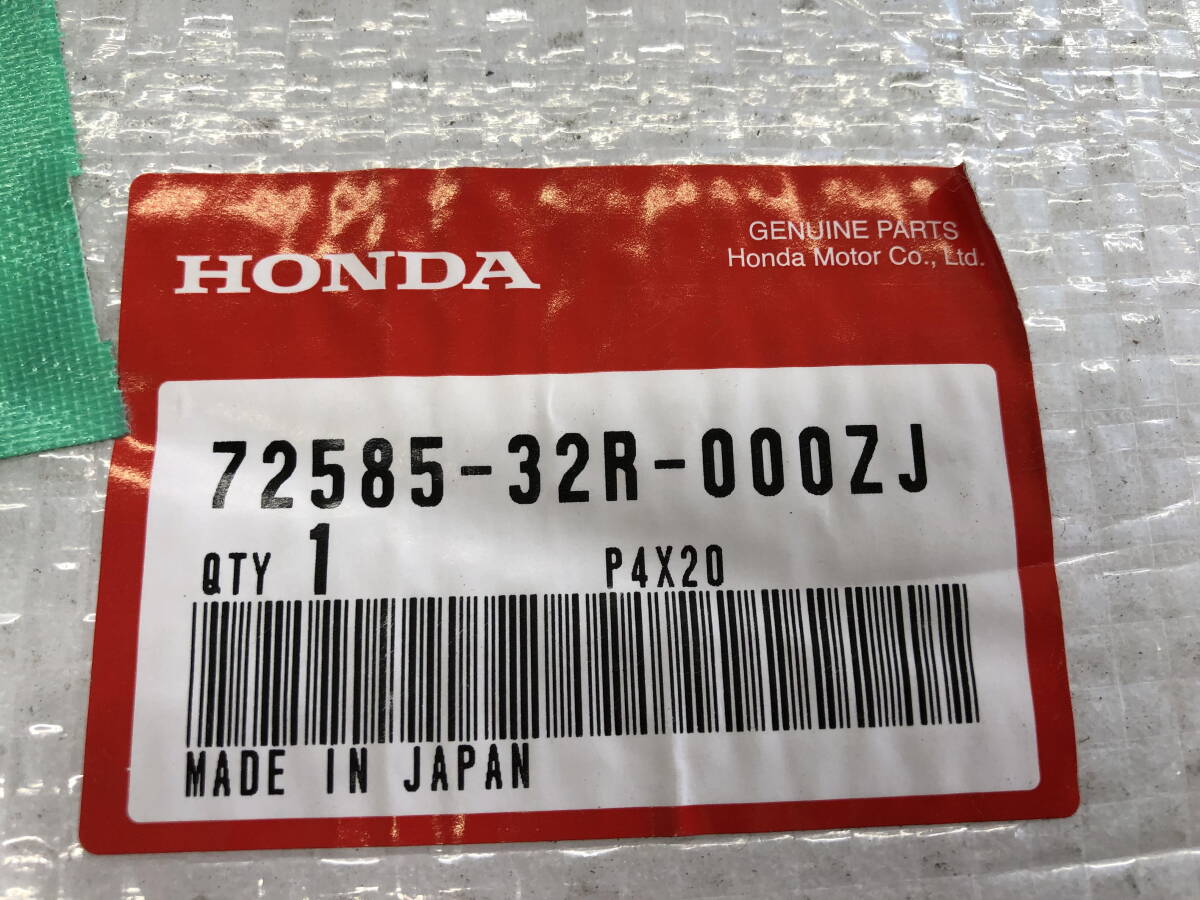 HONDA
GENUINE PARTS
Honda Motor Co., Ltd.
72585-32R-000ZJ
QTY 1 P4X20
MADE IN JAPAN